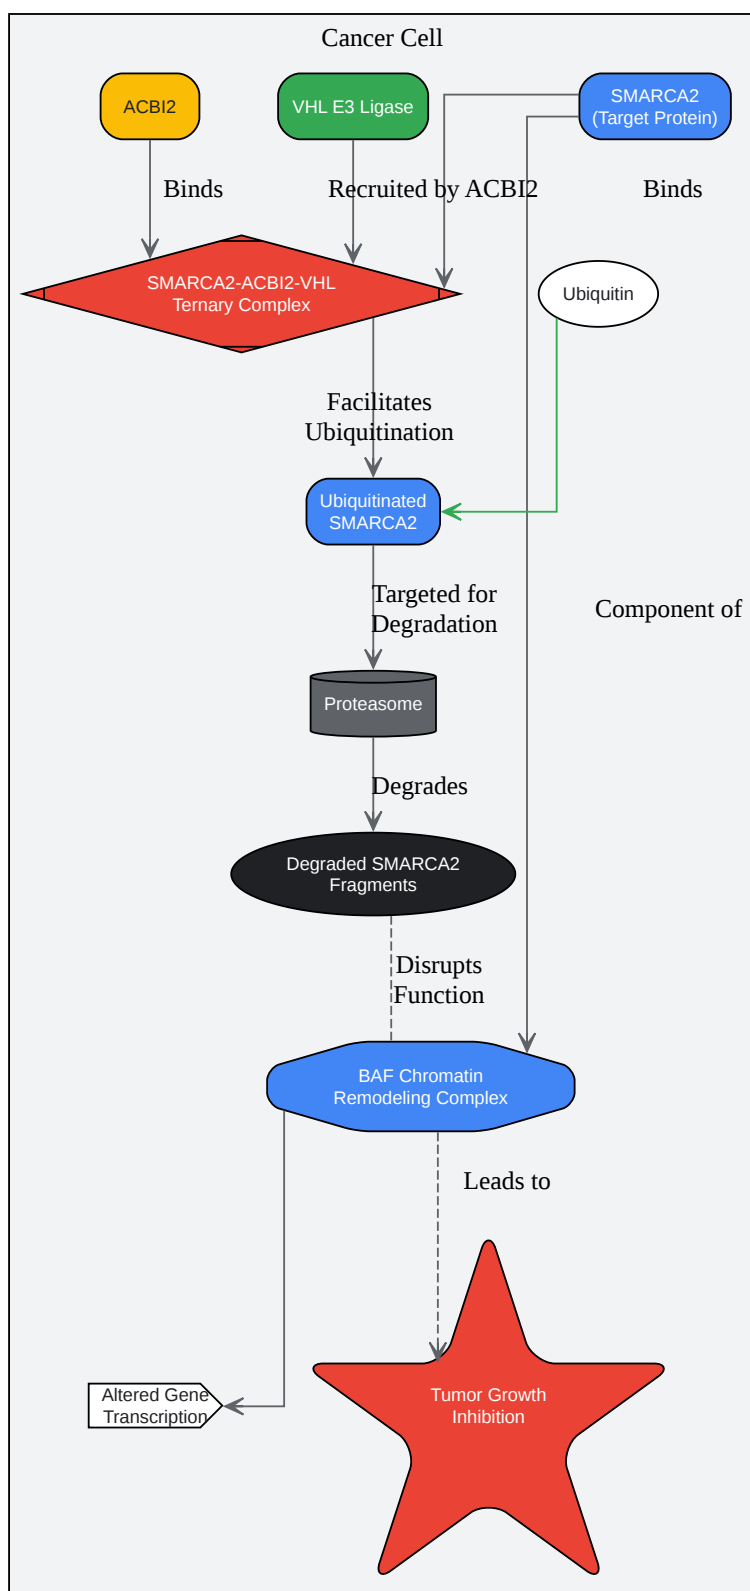 Cancer Cell
ACBI2
VHL E3 Ligase
SMARCA2
(Target Protein)
Binds
Recruited by ACBI2
Binds
SMARCA2-ACBI2-VHL
Ternary Complex
Ubiquitin
Facilitates
Ubiquitination
Ubiquitinated
SMARCA2
Targeted for
Degradation
Component of
Proteasome
Degrades
Degraded SMARCA2
Fragments
Disrupts
Function
BAF Chromatin
Remodeling Complex
Leads to
Altered Gene
Transcription
Tumor Growth
Inhibition